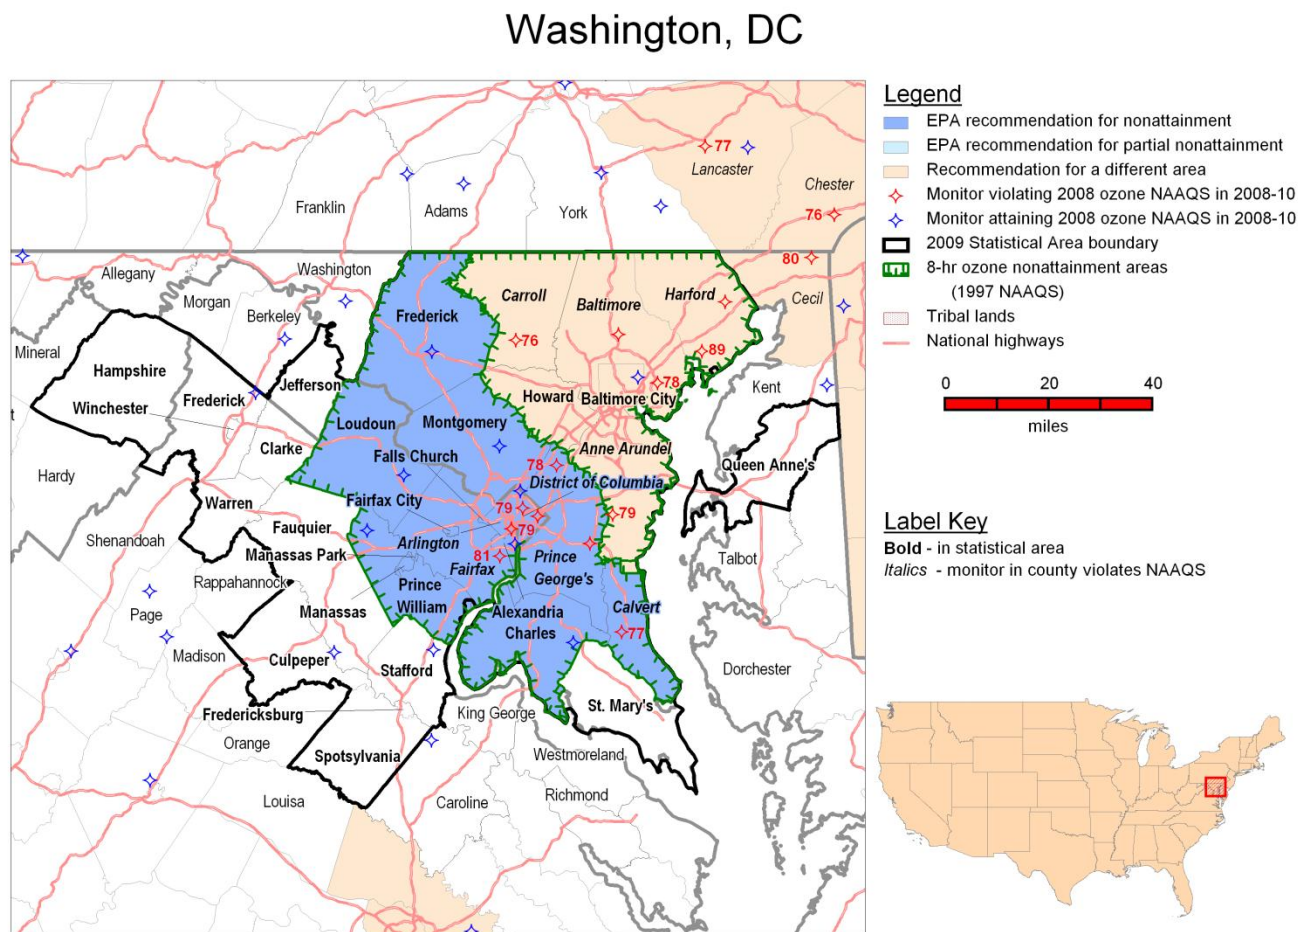 Washington, DC
Legend
EPA recommendation for nonattainment
EPA recommendation for partial nonattainment
Recommendation for a different area
Monitor violating 2008 ozone NAAQS in 2008-10
Monitor attaining 2008 ozone NAAQS in 2008-10
2009 Statistical Area boundary
8-hr ozone nonattainment areas
(1997 NAAQS)
Tribal lands
National highways
0 20 40
miles
Label Key
Bold - in statistical area
Italics - monitor in county violates NAAQS
77
Lancaster
Chester
76
Franklin
Adams
York
80
Allegany
Washington
Morgan
Berkeley
Carroll
Baltimore
Harford
Cecil
Frederick
76
89
Mineral
Hampshire
Jefferson
Kent
78
Winchester
Frederick
Howard
Baltimore City
t
Loudoun
Montgomery
Clarke
Falls Church
Anne Arundel
Hardy
78
Queen Anne's
District of Columbia
Fairfax City
Warren
79
79
Fauquier
79
Shenandoah
Arlington
Manassas Park
81
Fairfax
Prince
George's
Talbot
Rappahannock
Prince
William
Page
Manassas
Alexandria
Calvert
Charles
77
Madison
Culpeper
Stafford
Dorchester
Fredericksburg
King George
St. Mary's
Orange
Spotsylvania
Westmoreland
Louisa
Caroline
Richmond